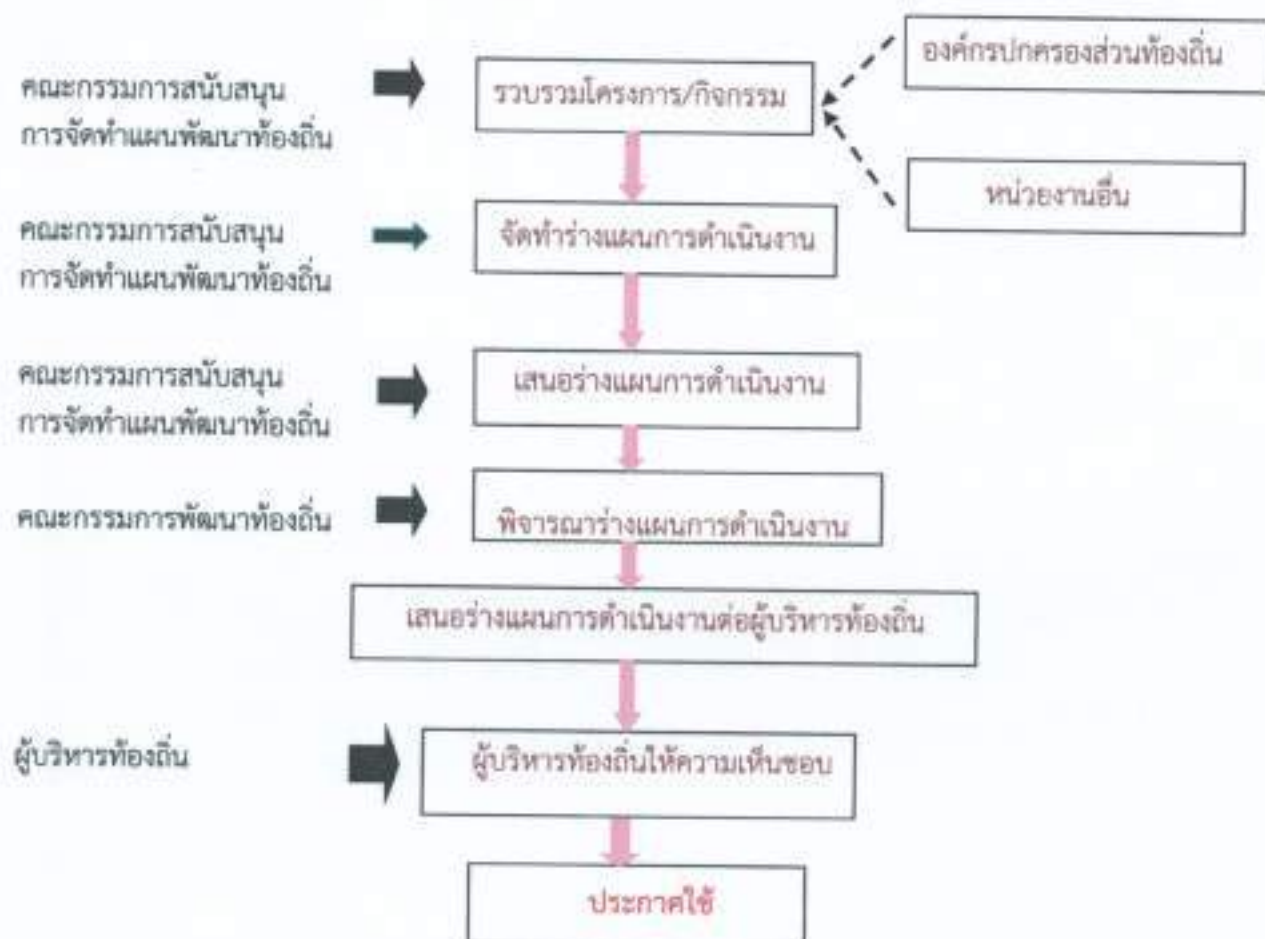 องค์กรปกครองส่วนท้องถิ่น
คณะกรรมการสนับสนุน
การจัดทำแผนพัฒนาท้องถิ่น
รวบรวมโครงการ/กิจกรรม
หน่วยงานอื่น
คณะกรรมการสนับสนุน
การจัดทำแผนพัฒนาท้องถิ่น
จัดทำร่างแผนการดำเนินงาน
คณะกรรมการสนับสนุน
การจัดทำแผนพัฒนาท้องถิ่น
เสนอร่างแผนการดำเนินงาน
คณะกรรมการพัฒนาท้องถิ่น
พิจารณาร่างแผนการดำเนินงาน
เสนอร่างแผนการดำเนินงานต่อผู้บริหารท้องถิ่น
ผู้บริหารท้องถิ่น
ผู้บริหารท้องถิ่นให้ความเห็นชอบ
ประกาศใช้